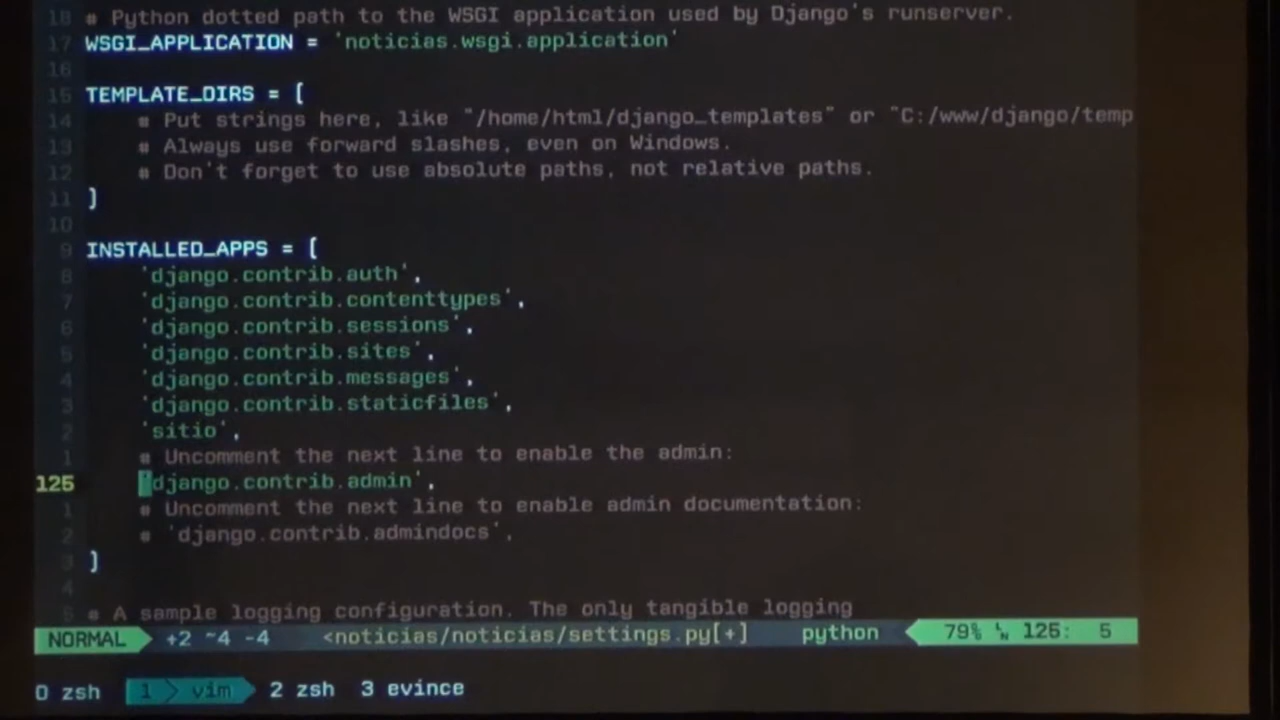 18 # Python dotted path to the WSGI application used by Django's runserver.
17 WSGI_APPLICATION = 'noticias.wsgi.application'
16
15 TEMPLATE_DIRS = [
14 # Put strings here, like "/home/html/django_templates" or "C:/www/django/temp
13 # Always use forward slashes, even on Windows.
12 # Don't forget to use absolute paths, not relative paths.
11 ]
10
9 INSTALLED_APPS = [
8 'django.contrib.auth',
7 'django.contrib.contenttypes',
6 'django.contrib.sessions',
5 'django.contrib.sites',
4 'django.contrib.messages',
3 'django.contrib.staticfiles',
2 'sitio',
1 # Uncomment the next line to enable the admin:
125 'django.contrib.admin',
1 # Uncomment the next line to enable admin documentation:
2 # 'django.contrib.admindocs',
3 ]
4
5 # A sample logging configuration. The only tangible logging
NORMAL +2 ~4 -4 <noticias/noticias/settings.py[+] python 79% 125: 5
0 zsh 1 vim 2 zsh 3 evince